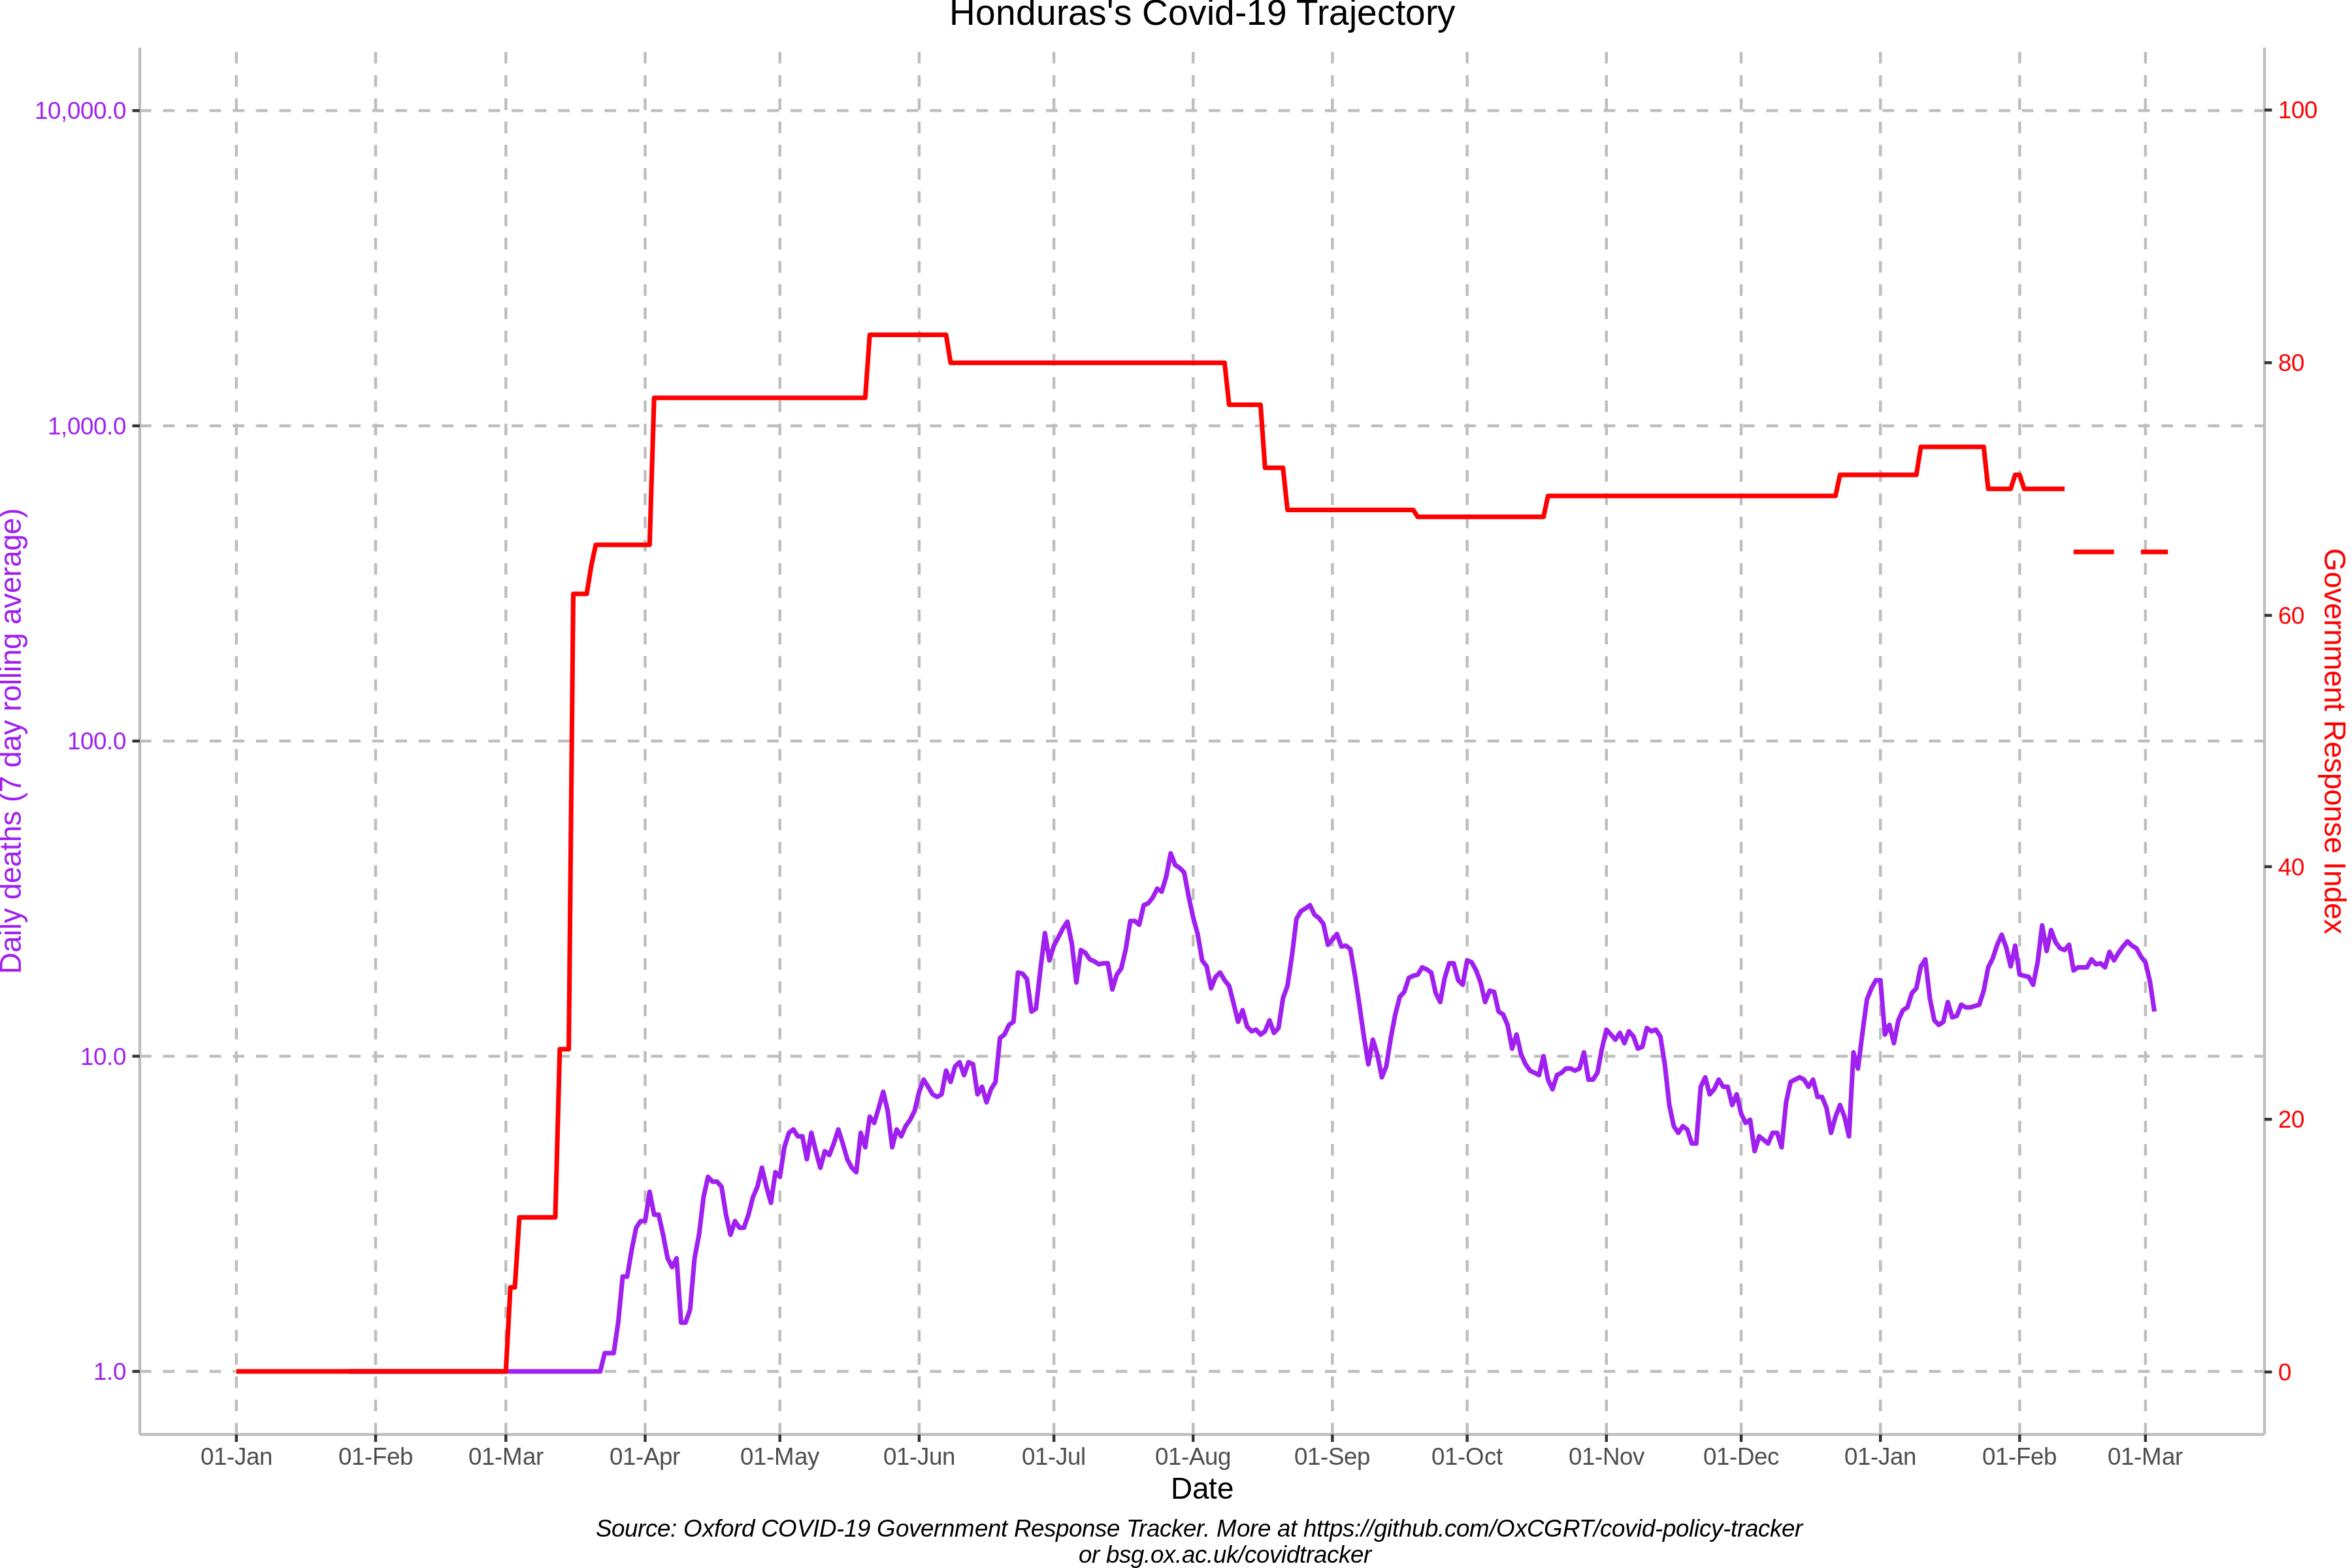 Honduras's Covid-19 Trajectory
10,000.0
1,000.0
100.0
10.0
1.0
Daily deaths (7 day rolling average)
100
80
60
40
20
0
Government Response Index
01-Jan 01-Feb 01-Mar 01-Apr 01-May 01-Jun 01-Jul 01-Aug 01-Sep 01-Oct 01-Nov 01-Dec 01-Jan 01-Feb 01-Mar
Date
Source: Oxford COVID-19 Government Response Tracker. More at https://github.com/OxCGRT/covid-policy-tracker
or bsg.ox.ac.uk/covidtracker